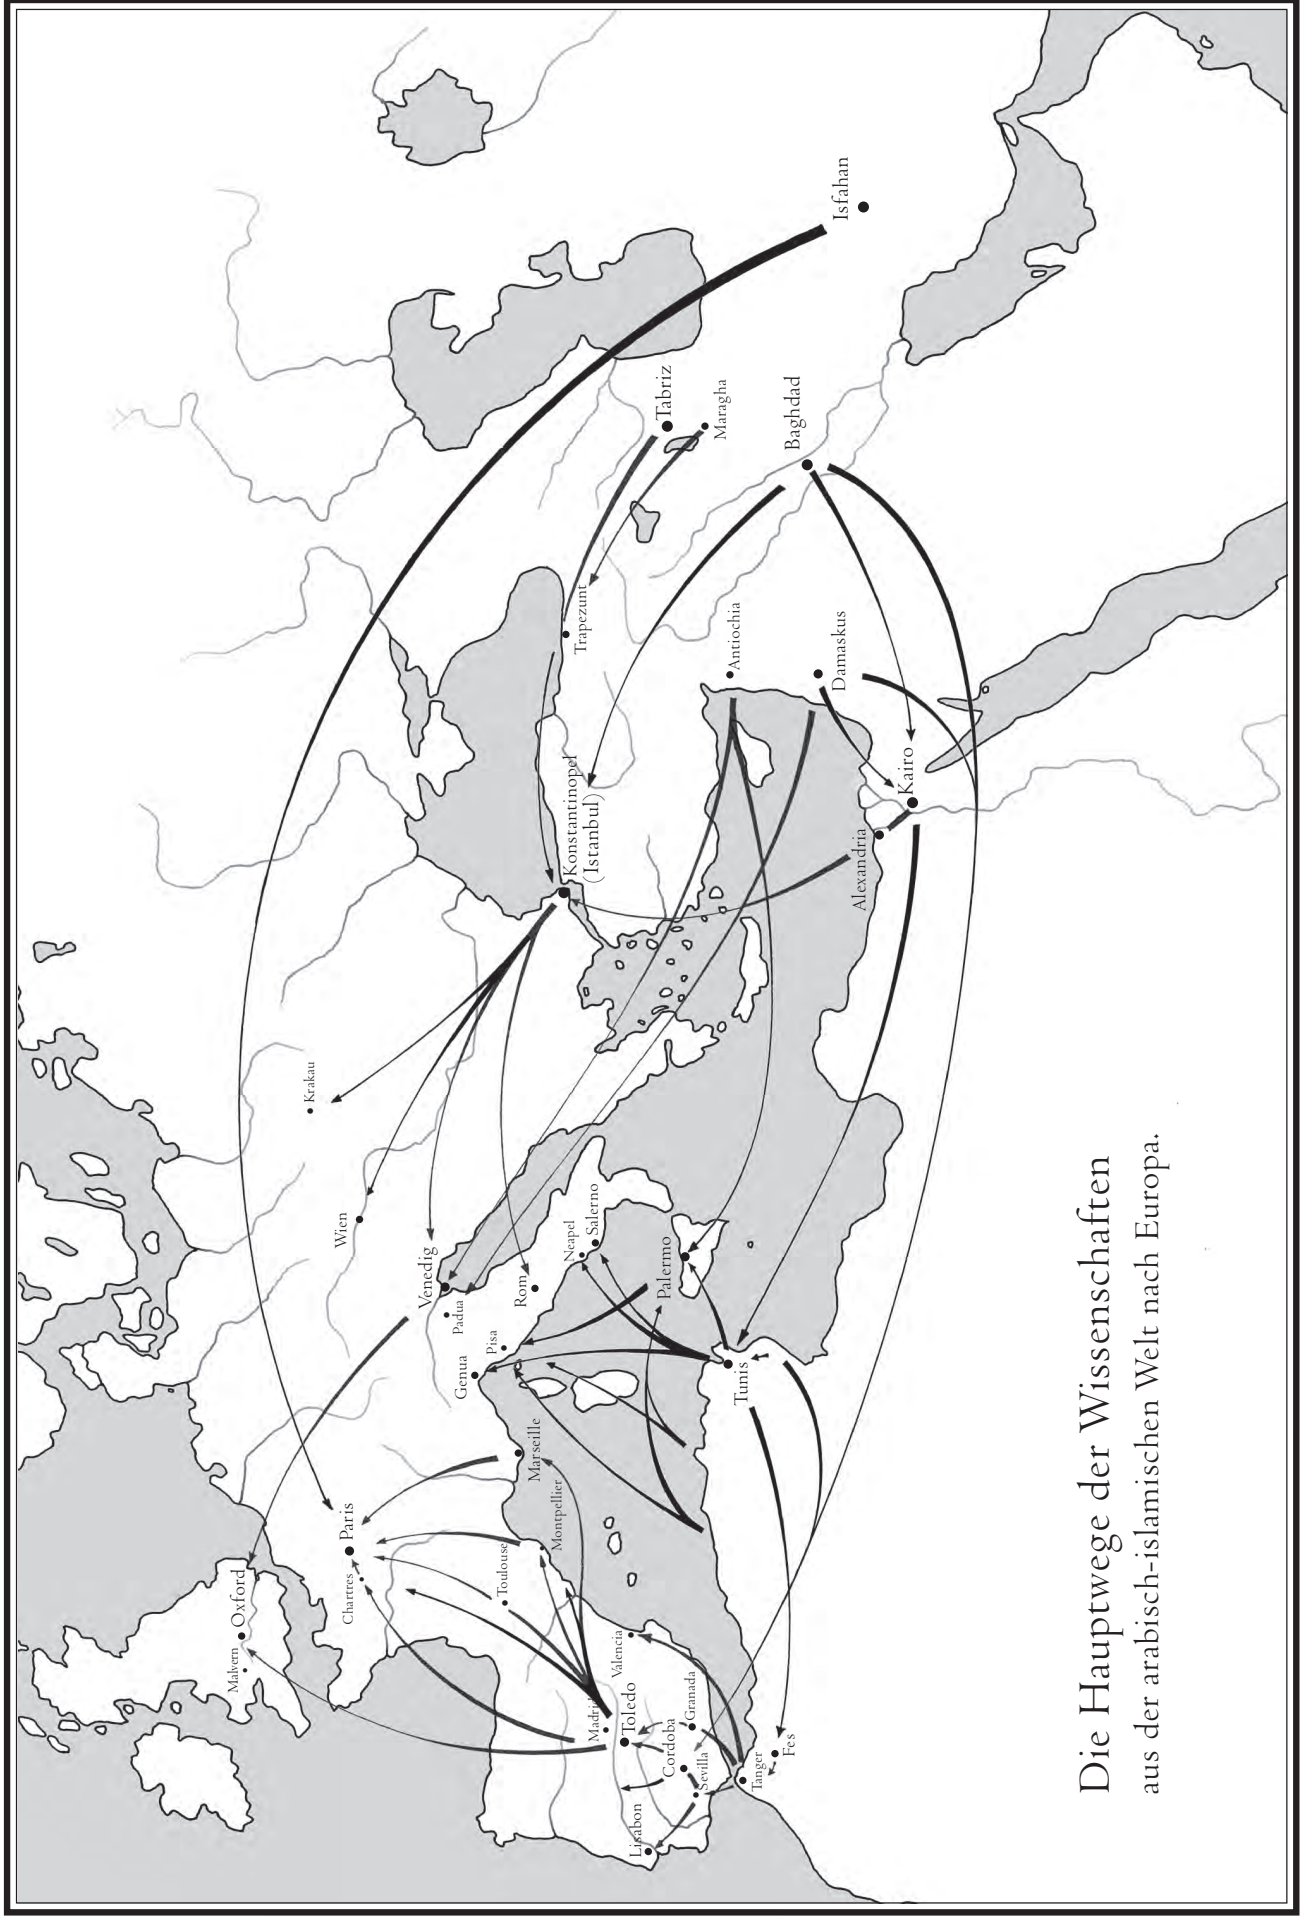 Oxford
Malvern
Paris
Chartres
Krakau
Wien
Venedig
Padua
Genua
Pisa
Rom
Neapel
Salerno
Marseille
Montpellier
Toulouse
Palermo
Konstantinopel
(Istanbul)
Trapezunt
Tabriz
Maragha
Isfahan
Baghdad
Antiochia
Damaskus
Kairo
Alexandria
Tunis
Madrid
Toledo
Valencia
Cordoba
Granada
Sevilla
Lisabon
Tanger
Fes
Die Hauptwege der Wissenschaften
aus der arabisch-islamischen Welt nach Europa.